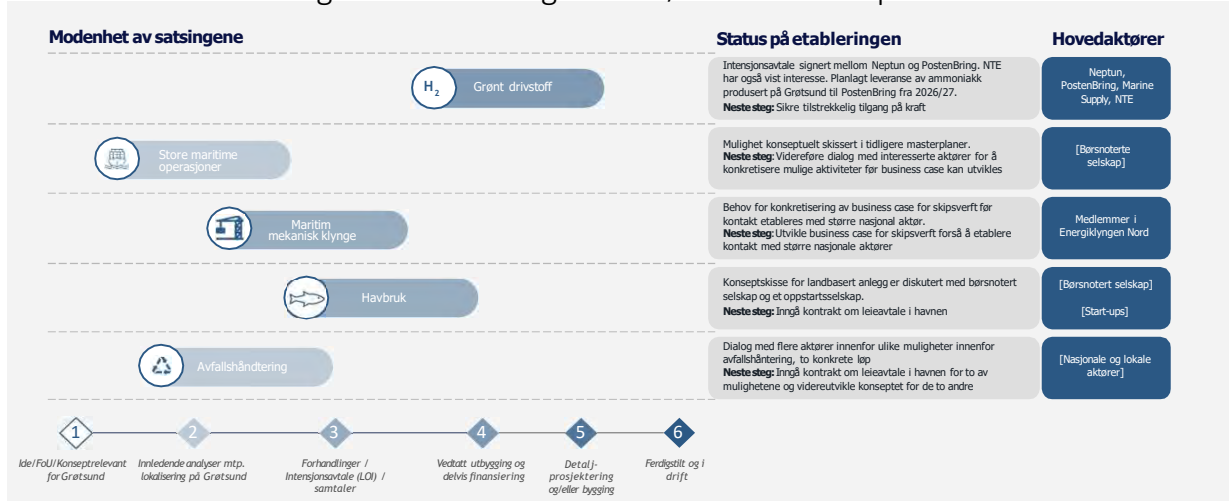 Modenhet av satsingene
Status på etableringen
Hovedaktører
H2
Grønt drivstoff
Intensjonsavtale signert mellom Neptun og PostenBring. NTE
har også vist interesse. Planlagt leveranse av ammoniakk
produsert på Grøtsund til PostenBring fra 2026/27.
Neste steg: Sikre tilstrekkelig tilgang på kraft
Neptun,
PostenBring, Marine
Supply, NTE
Store maritime
operasjoner
Mulighet konseptuelt skissert i tidligere masterplaner.
Neste steg: Videreføre dialog med interesserte aktører for å
konkretisere mulige aktiviteter før business case kan utvikles
[Børsnoterte
selskap]
Maritim
mekanisk klynge
Behov for konkretisering av business case for skipsverft før
kontakt etableres med større nasjonal aktør.
Neste steg: Utvikle business case for skipsverft for så å etablere
kontakt med større nasjonale aktører
Medlemmer i
Energiklyngen Nord
Havbruk
Konseptskisse for landbasert anlegg er diskutert med børsnotert
selskap og et oppstartsselskap.
Neste steg: Inngå kontrakt om leieavtale i havnen
[Børsnotert selskap]
[Start-ups]
Avfallshåndtering
Dialog med flere aktører innenfor ulike muligheter innenfor
avfallshåntering, to konkrete løp
Neste steg: Inngå kontrakt om leieavtale i havnen for to av
mulighetene og videreutvikle konseptet for de to andre
[Nasjonale og lokale
aktører]
1
2
3
4
5
6
Ide/FoU/Konseptrelevant
for Grøtsund
Innledende analyser mtp.
lokalisering på Grøtsund
Forhandlinger /
Intensjonsavtale (LOI) /
samtaler
Vedtatt utbygging og
delvis finansiering
Detalj-
prosjektering
og/eller bygging
Ferdigstilt og i
drift